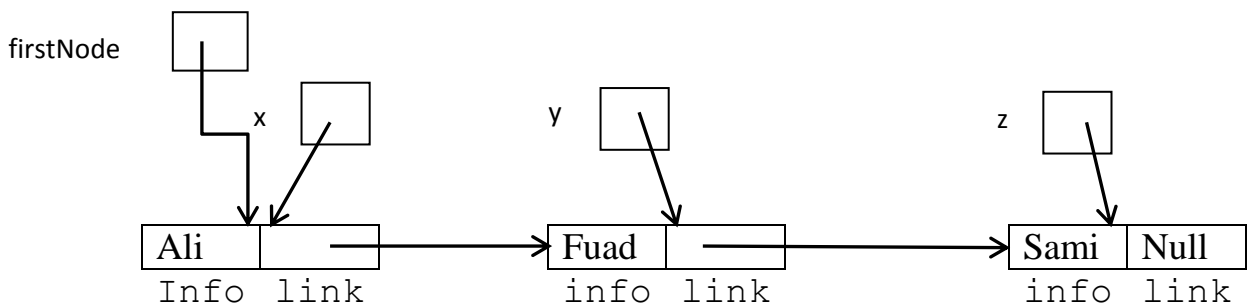 firstNode
x y z
Ali Fuad Sami Null
Info link info link info link